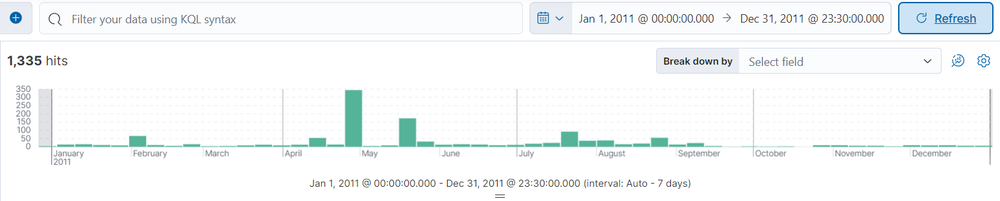 Filter your data using KQL syntax
Jan 1, 2011 @ 00:00:00.000 → Dec 31, 2011 @ 23:30:00.000
Refresh
1,335 hits
Break down by Select field
350
300
250
200
150
100
50
0
January February March April May June July August September October November December
2011
Jan 1, 2011 @ 00:00:00.000 - Dec 31, 2011 @ 23:30:00.000 (interval: Auto - 7 days)